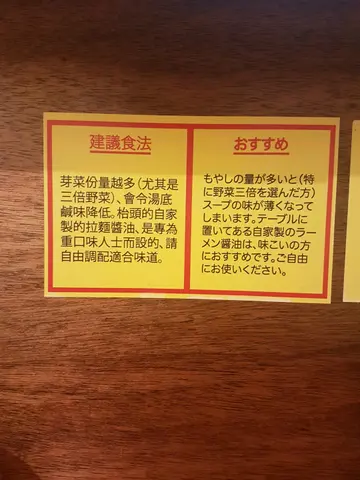 建議食法
芽菜份量越多(尤其是
三倍野菜)、會令湯底
鹹味降低。枱頭的自家
製的拉麵醬油、是專為
重口味人士而設的、請
自由調配適合味道。
おすすめ
もやしの量が多いと(特
に野菜三倍を選んだ方)
スープの味が薄くなって
しまいます。テーブルに
置いてある自家製のラー
メン醤油は、味こいの方
におすすめです。ご自由
にお使いください。